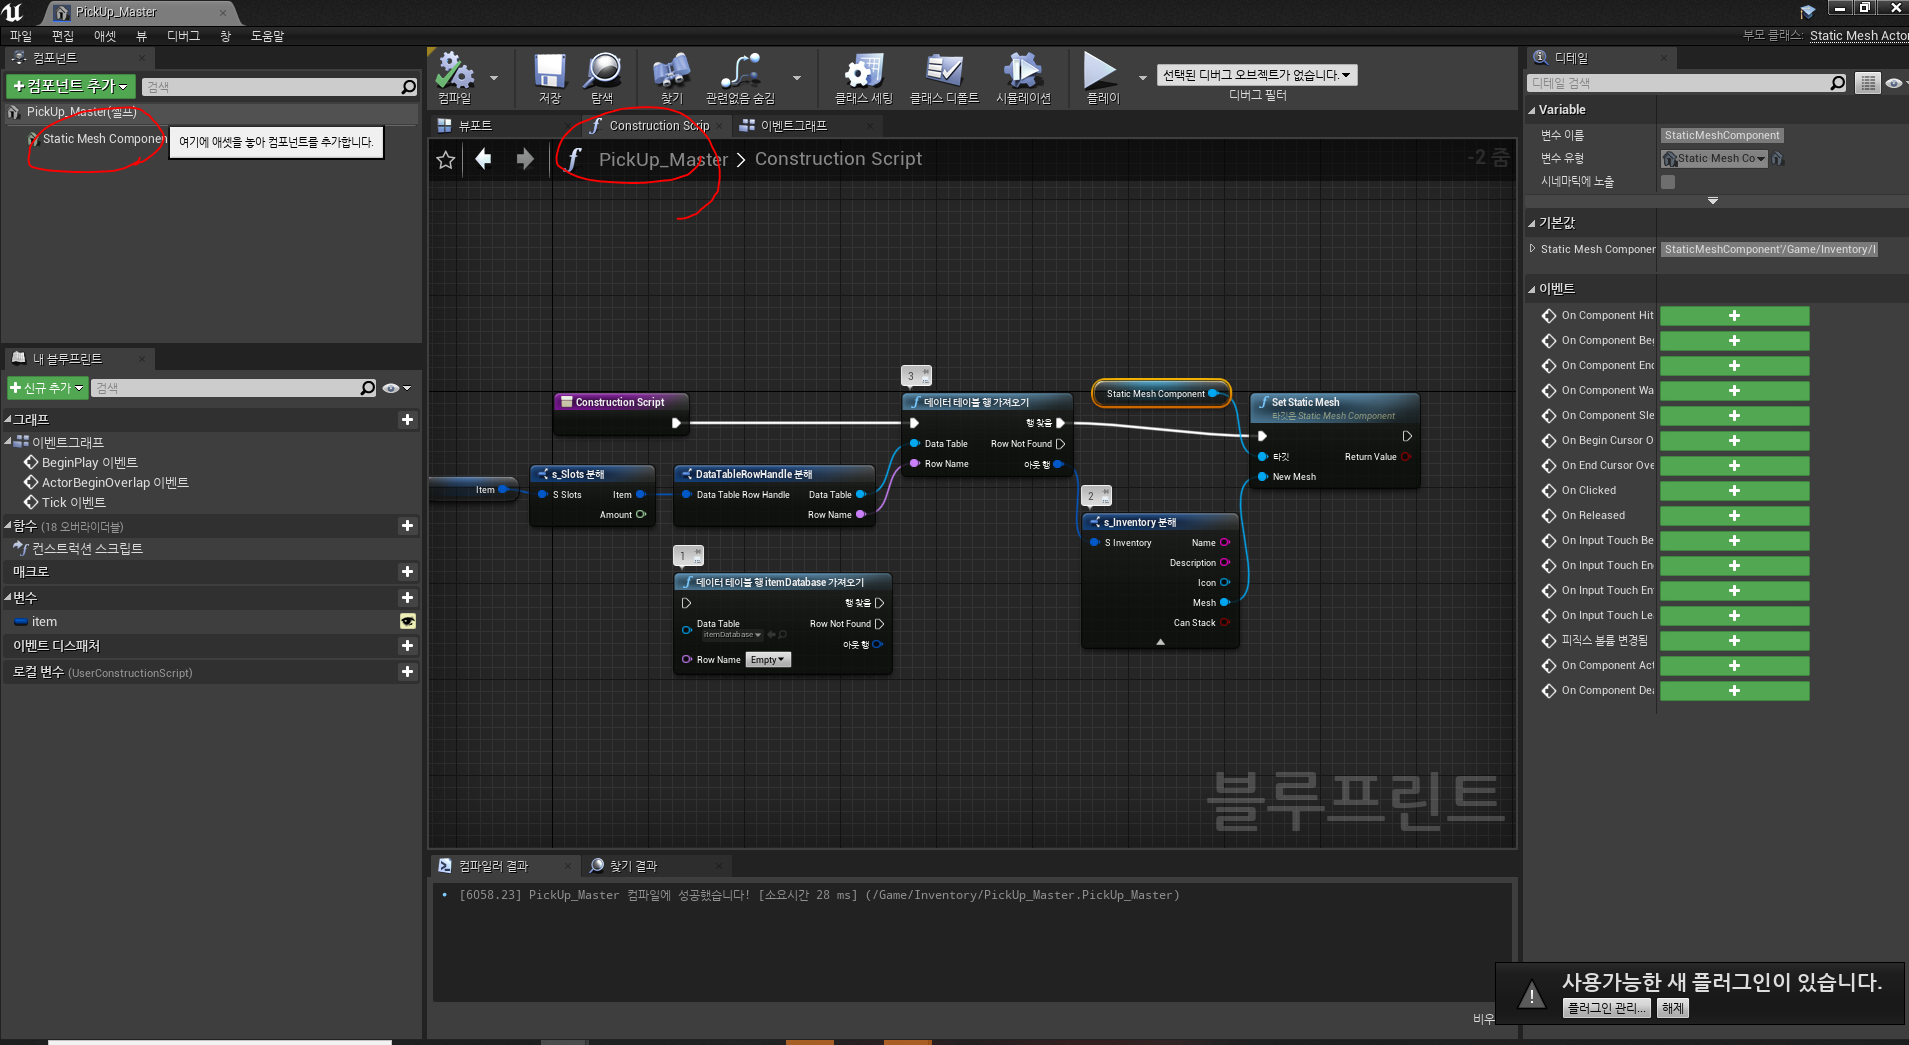 PickUp_Master
파일 편집 애셋 뷰 디버그 창 도움말
부모 클래스: Static Mesh Actor
컴포넌트
컴포넌트 추가
검색
PickUp_Master(셀프)
Static Mesh Componen
여기에 애셋을 놓아 컴포넌트를 추가합니다.
내 블루프린트
신규 추가
검색
그래프
이벤트그래프
BeginPlay 이벤트
ActorBeginOverlap 이벤트
Tick 이벤트
함수 (18 오버라이더블)
컨스트럭션 스크립트
매크로
변수
item
이벤트 디스패처
로컬 변수 (UserConstructionScript)
컴파일 저장 탐색 찾기 관련없음 숨김 클래스 세팅 클래스 디폴트 시뮬레이션 플레이
선택된 디버그 오브젝트가 없습니다.
디버그 필터
뷰포트 Construction Scrip 이벤트그래프
PickUp_Master > Construction Script
-2 줌
Construction Script
Item
s_Slots 분해
S Slots Item
Amount
DataTableRowHandle 분해
Data Table Row Handle Data Table
Row Name
1
데이터 테이블 행 itemDatabase 가져오기
행 찾음
Data Table Row Not Found
itemDatabase
아웃 행
Row Name Empty
3
데이터 테이블 행 가져오기
행 찾음
Data Table Row Not Found
Row Name 아웃 행
2
s_Inventory 분해
S Inventory Name
Description
Icon
Mesh
Can Stack
Static Mesh Component
Set Static Mesh
타깃은 Static Mesh Component
타깃 Return Value
New Mesh
블루프린트
컴파일러 결과 찾기 결과
[6058.23] PickUp_Master 컴파일에 성공했습니다! [소요시간 28 ms] (/Game/Inventory/PickUp_Master.PickUp_Master)
비우
디테일
디테일 검색
Variable
변수 이름 StaticMeshComponent
변수 유형 Static Mesh Co
시네마틱에 노출
기본값
Static Mesh Componer StaticMeshComponent'/Game/Inventory/I
이벤트
On Component Hit
On Component Be
On Component End
On Component Wa
On Component Sle
On Begin Cursor O
On End Cursor Ove
On Clicked
On Released
On Input Touch Be
On Input Touch En
On Input Touch En
On Input Touch Le
피직스 볼륨 변경됨
On Component Act
On Component De
사용가능한 새 플러그인이 있습니다.
플러그인 관리... 해제